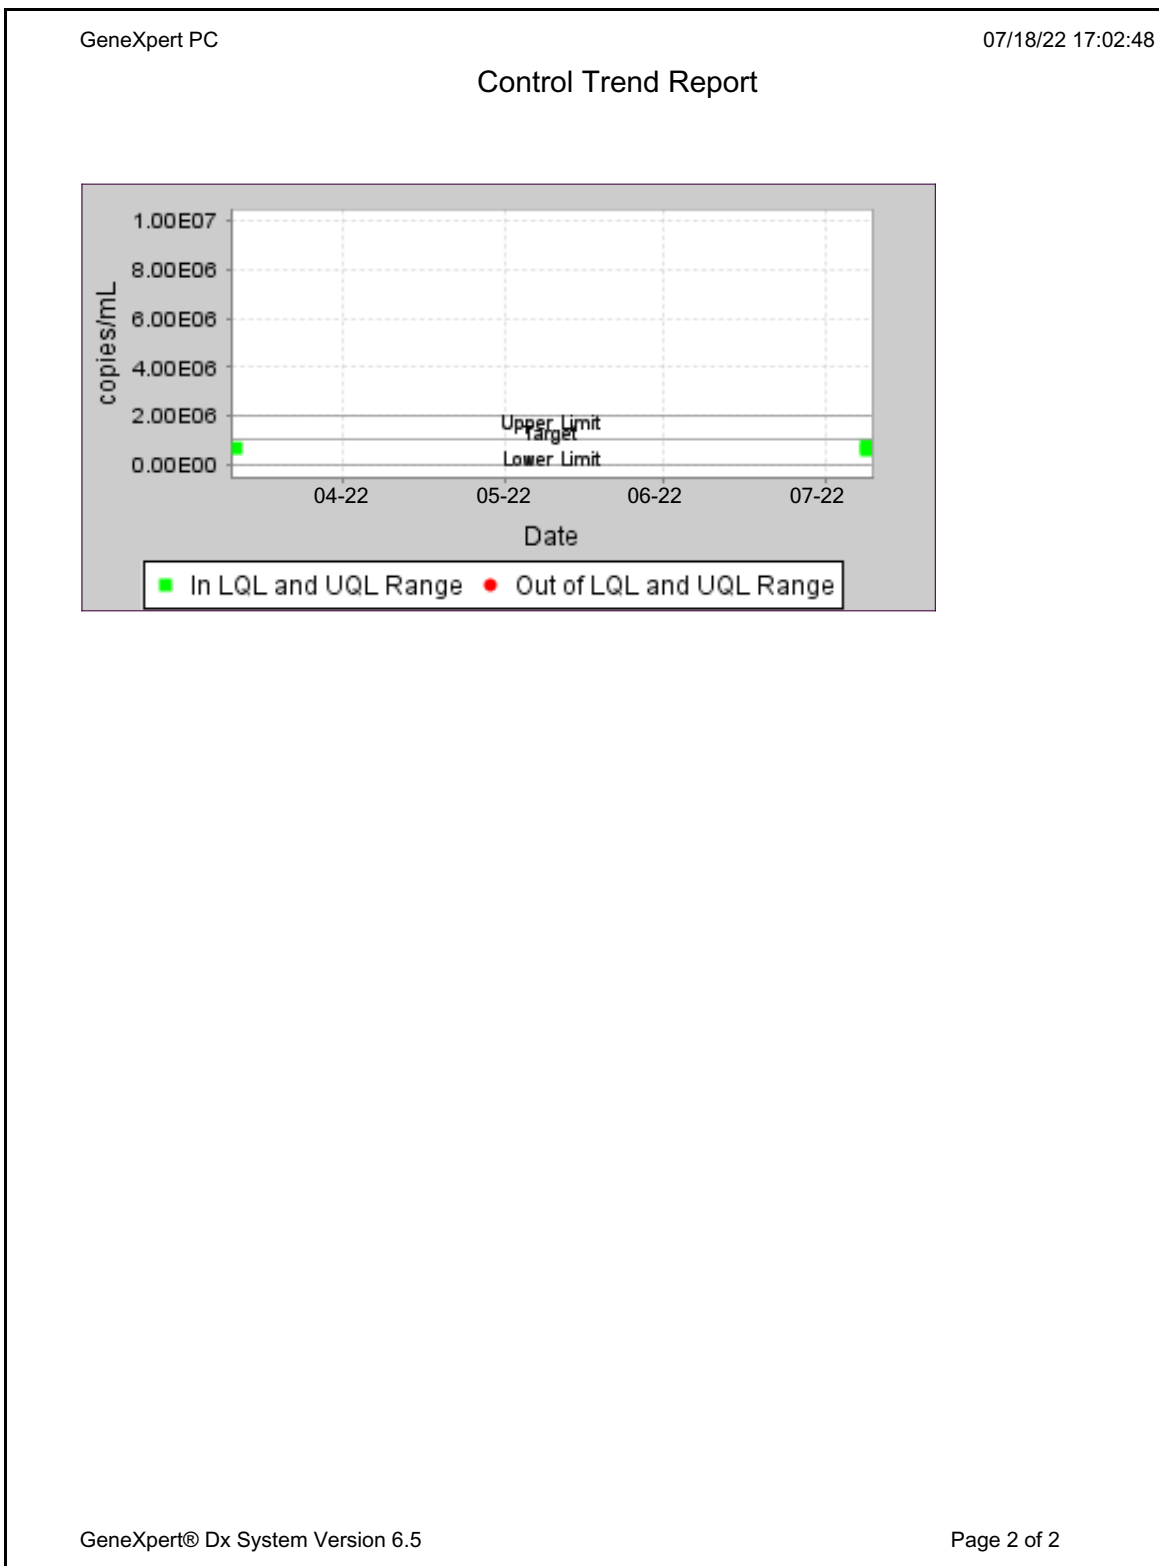 GeneXpert PC 07/18/22 17:02:48
Control Trend Report
1.00E07
8.00E06
6.00E06
4.00E06
2.00E06
0.00E00
copies/mL
Upper Limit
Target
Lower Limit
04-22 05-22 06-22 07-22
Date
In LQL and UQL Range Out of LQL and UQL Range
GeneXpert® Dx System Version 6.5 Page 2 of 2